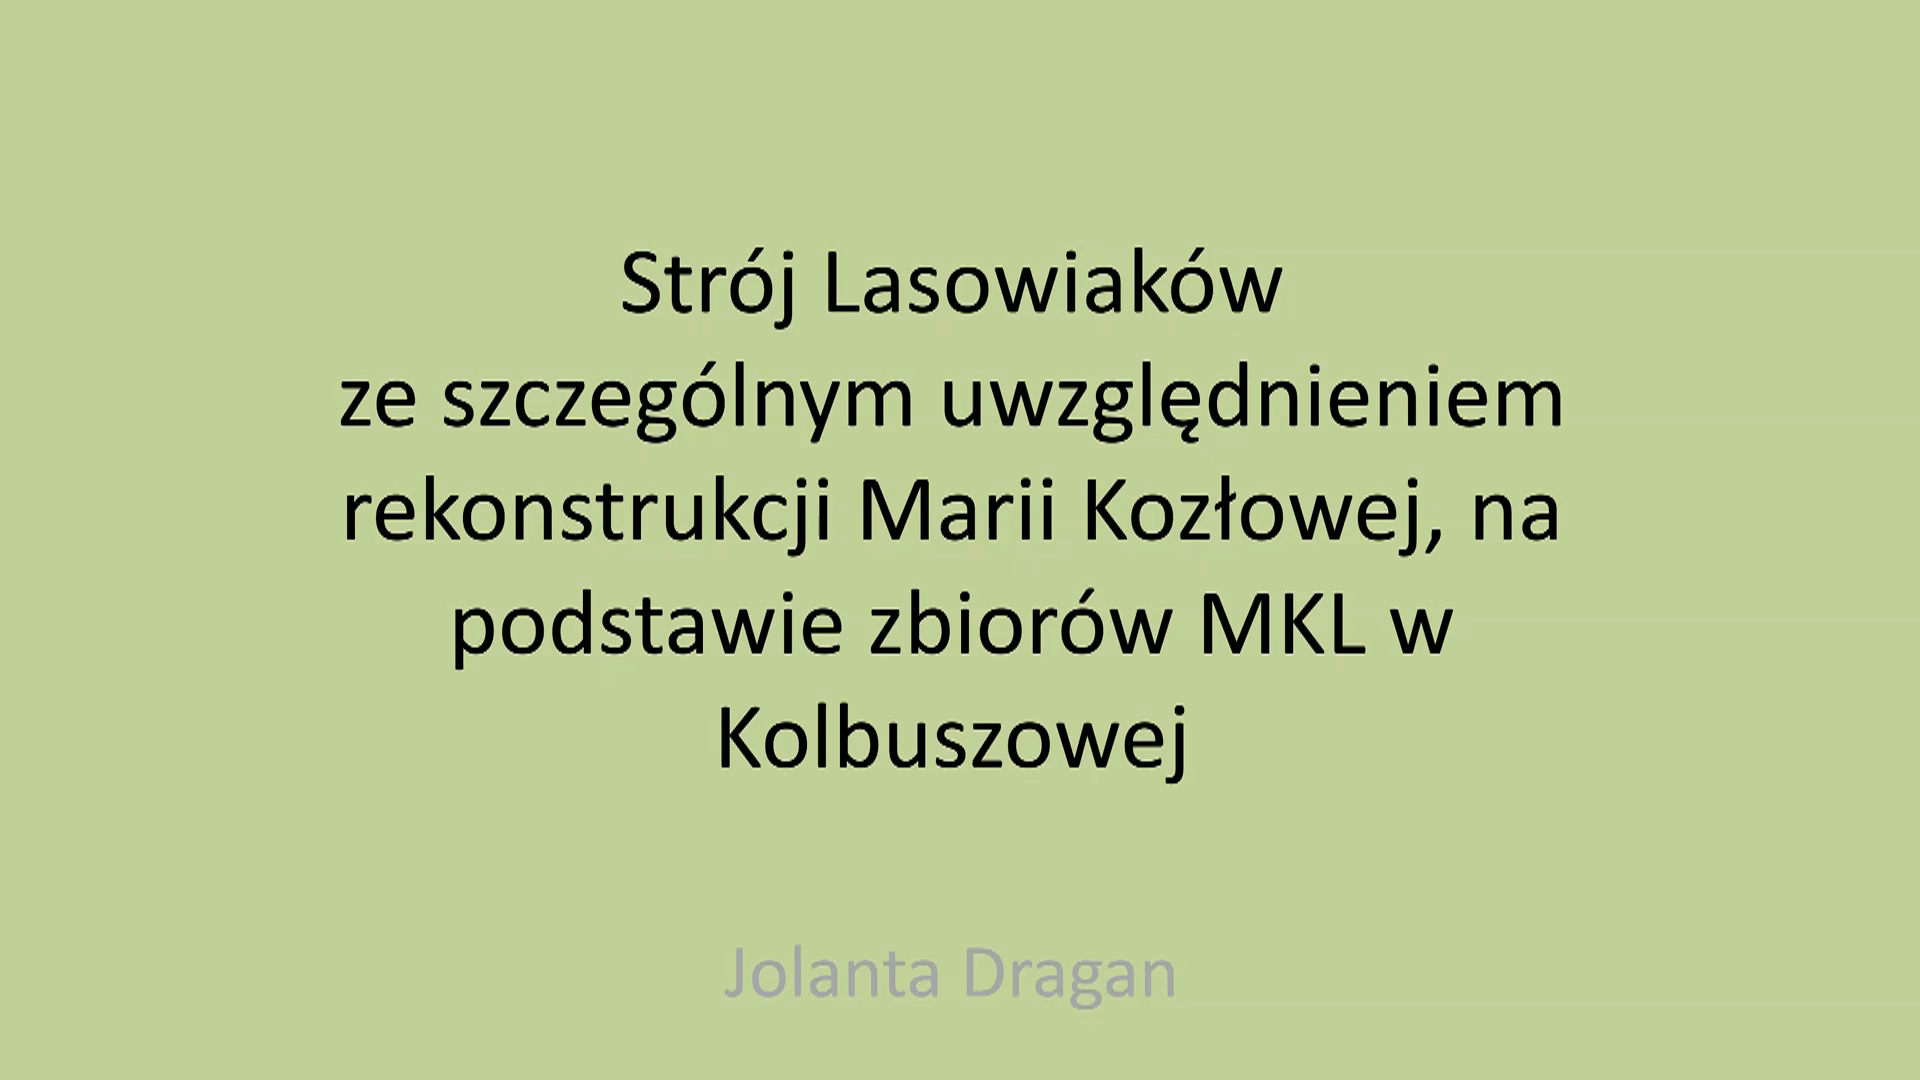 Strój Lasowiaków
ze szczególnym uwzględnieniem
rekonstrukcji Marii Kozłowej, na
podstawie zbiorów MKL w
Kolbuszowej
Jolanta Dragan